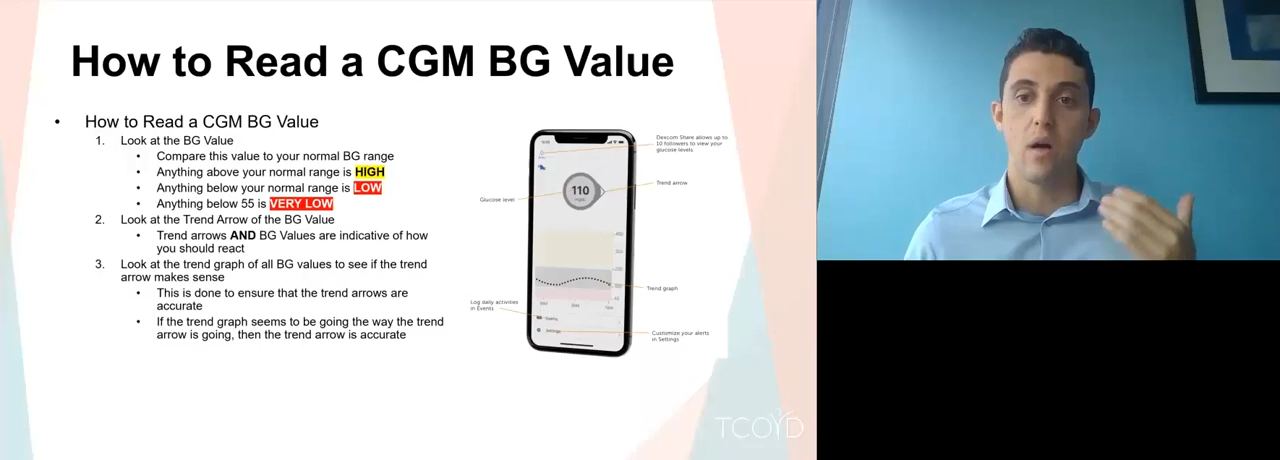 How to Read a CGM BG Value
• How to Read a CGM BG Value
1. Look at the BG Value
• Compare this value to your normal BG range
• Anything above your normal range is HIGH
• Anything below your normal range is LOW
• Anything below 55 is VERY LOW
2. Look at the Trend Arrow of the BG Value
• Trend arrows AND BG Values are indicative of how
you should react
3. Look at the trend graph of all BG values to see if the trend
arrow makes sense
• This is done to ensure that the trend arrows are
accurate
• If the trend graph seems to be going the way the trend
arrow is going, then the trend arrow is accurate
Dexcom Share allows up to
10 followers to view your
glucose levels
Trend arrow
110
mg/dL
Glucose level
Trend graph
Log daily activities
in Events
Events
Settings
Customize your alerts
in Settings
TCOYD